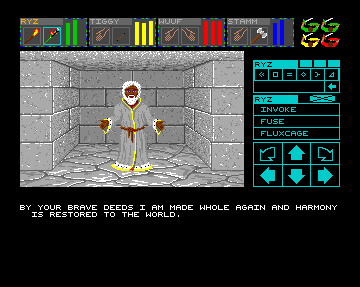 RYZ TIGGY WUUF STAMM
RYZ
RYZ
INVOKE
FUSE
FLUXCAGE
BY YOUR BRAVE DEEDS I AM MADE WHOLE AGAIN AND HARMONY
IS RESTORED TO THE WORLD.